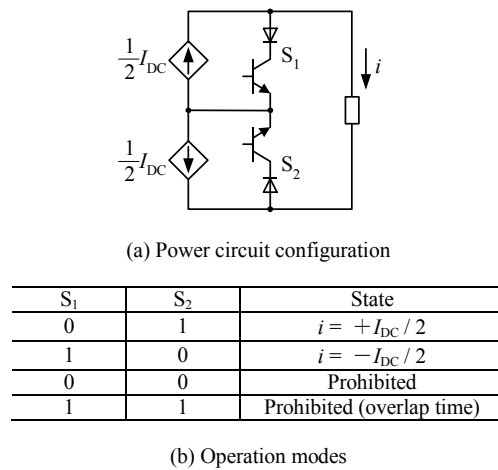 1/2 I_DC
S₁
i
1/2 I_DC
S₂
(a) Power circuit configuration
S₁ S₂ State
0 1 i = +I_DC / 2
1 0 i = −I_DC / 2
0 0 Prohibited
1 1 Prohibited (overlap time)
(b) Operation modes